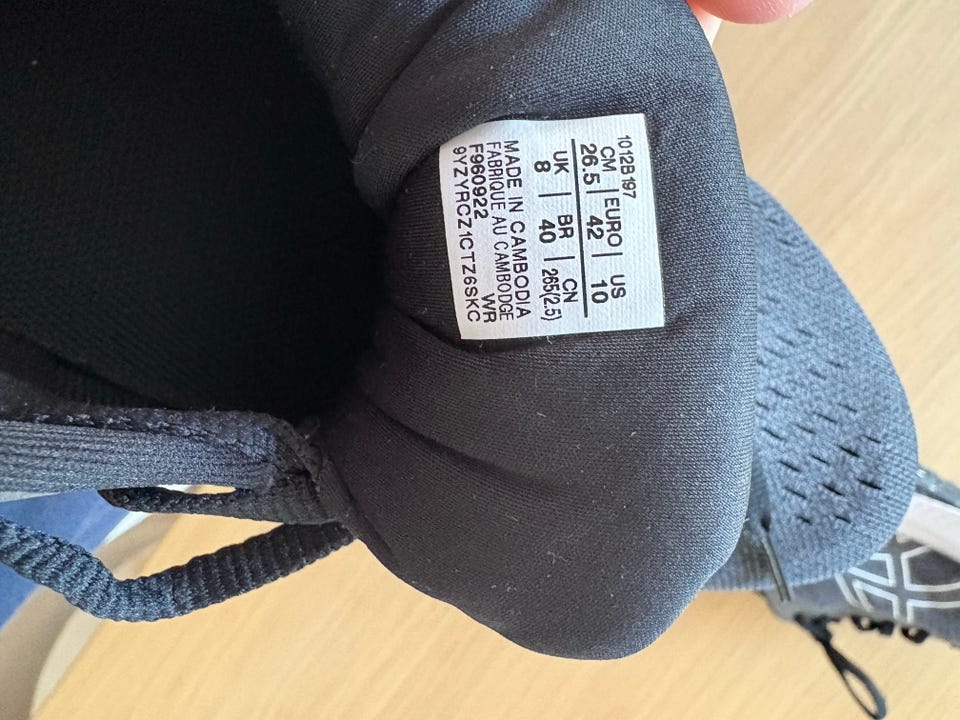 1012B197
CM | EURO | US
26.5 | 42 | 10
UK | BR | CN
8 | 40 | 265(2.5)
MADE IN CAMBODIA
FABRIQUE AU CAMBODGE
F960922 WR
9YZYRCZ1CTZ6SKC